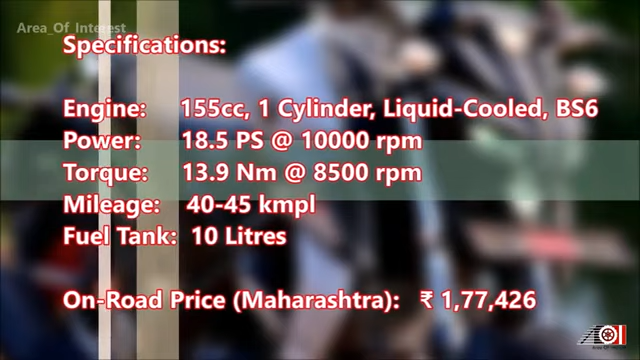 Area_Of_Interest
Specifications:
Engine: 155cc, 1 Cylinder, Liquid-Cooled, BS6
Power: 18.5 PS @ 10000 rpm
Torque: 13.9 Nm @ 8500 rpm
Mileage: 40-45 kmpl
Fuel Tank: 10 Litres
On-Road Price (Maharashtra): ₹ 1,77,426